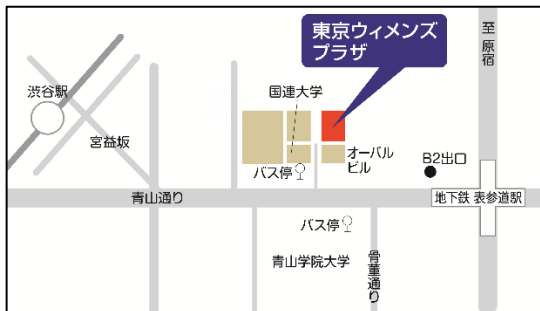 東京ウィメンズ
プラザ
至 原宿
渋谷駅
国連大学
宮益坂
オーバル
ビル
B2出口
バス停
青山通り
地下鉄 表参道駅
バス停
青山学院大学
骨董通り